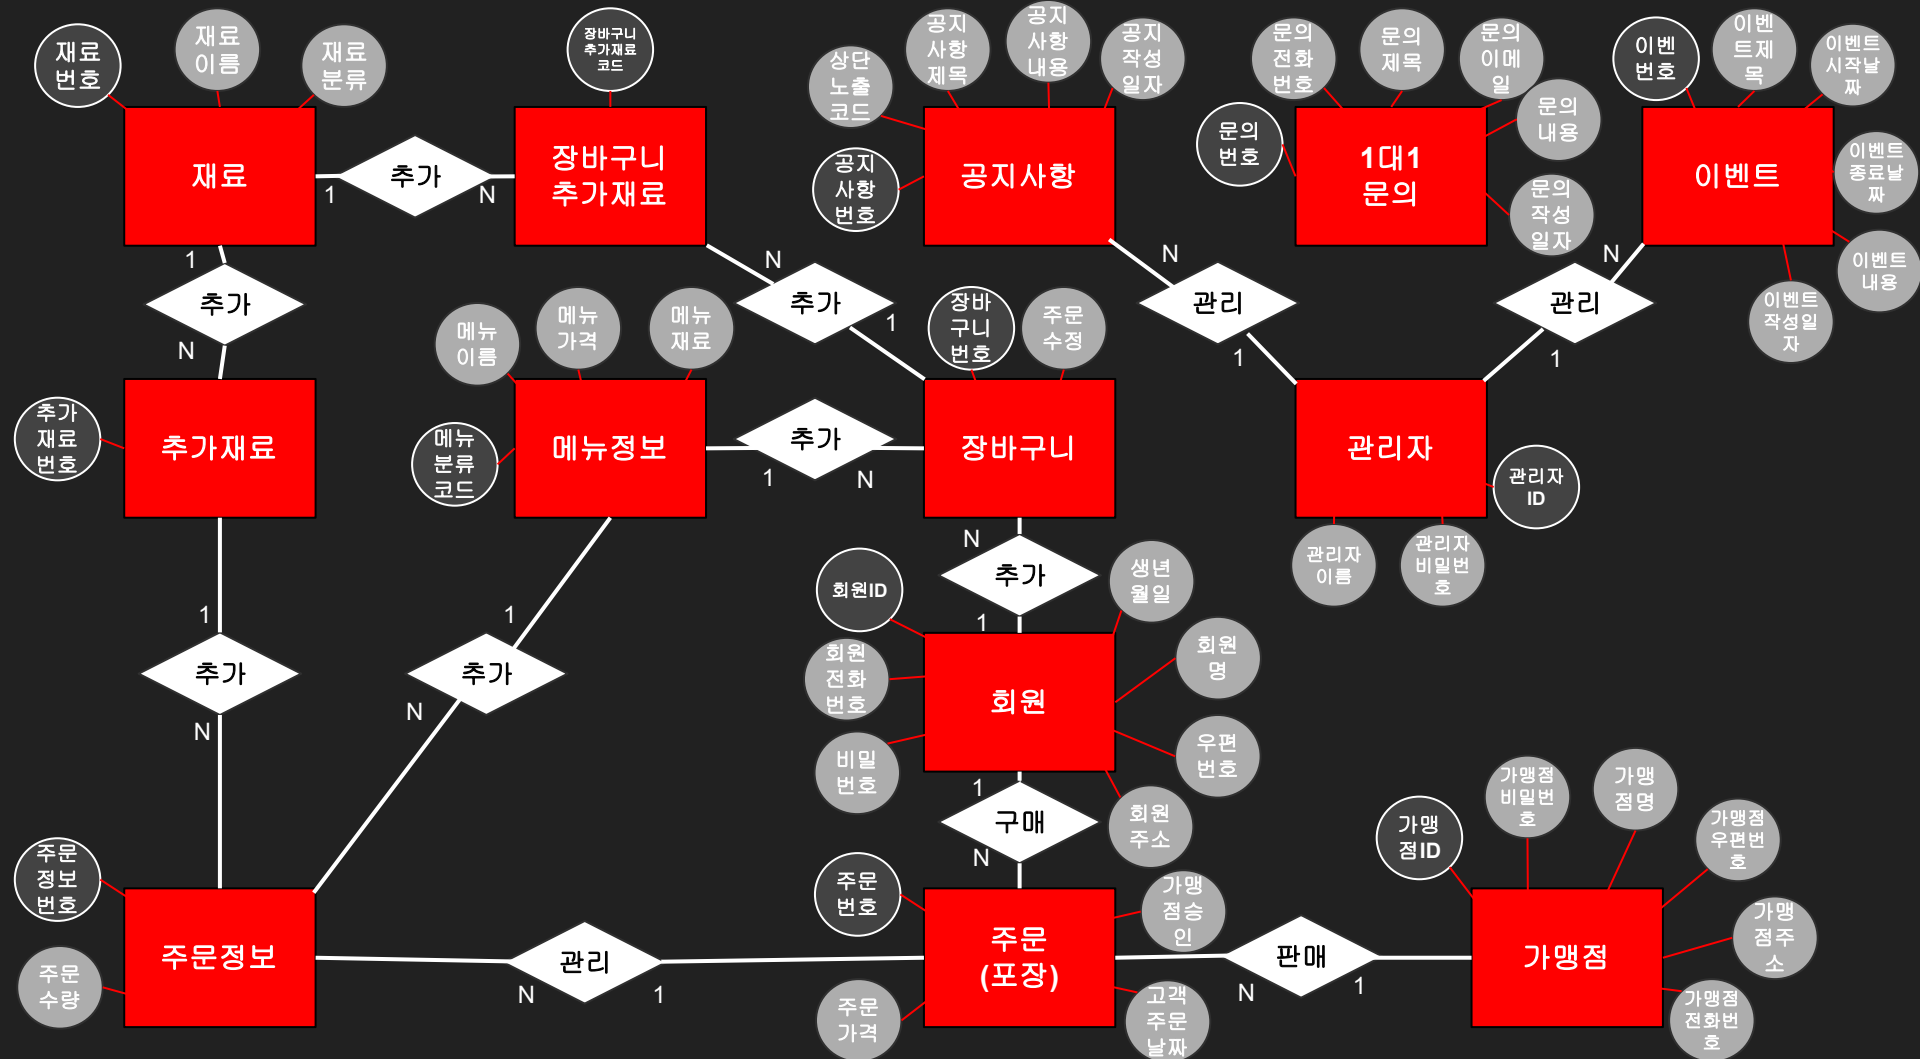 재료
번호
재료
이름
재료
분류
장바구니
추가재료
코드
상단
노출
코드
공지
사항
제목
공지
사항
내용
공지
작성
일자
문의
전화
번호
문의
제목
문의
이메
일
이벤
번호
이벤
트제
목
이벤트
시작날
짜
재료
추가
1
N
장바구니
추가재료
공지
사항
번호
공지사항
문의
번호
1대1
문의
문의
내용
문의
작성
일자
이벤트
이벤트
종료날
짜
이벤트
내용
이벤트
작성일
자
1
추가
N
N
추가
1
N
관리
1
N
관리
1
메뉴
이름
메뉴
가격
메뉴
재료
장바
구니
번호
주문
수정
추가
재료
번호
추가재료
메뉴
분류
코드
메뉴정보
추가
1
N
장바구니
관리자
관리자
ID
관리자
이름
관리자
비밀번
호
N
추가
1
회원ID
생년
월일
회원
전화
번호
회원
회원
명
비밀
번호
우편
번호
회원
주소
1
추가
N
1
추가
N
1
구매
N
가맹
점ID
가맹점
비밀번
호
가맹
점명
가맹점
우편번
호
가맹
점주
소
가맹점
전화번
호
주문
정보
번호
주문
수량
주문정보
관리
N
1
주문
번호
주문
가격
주문
(포장)
가맹
점승
인
고객
주문
날짜
판매
N
1
가맹점